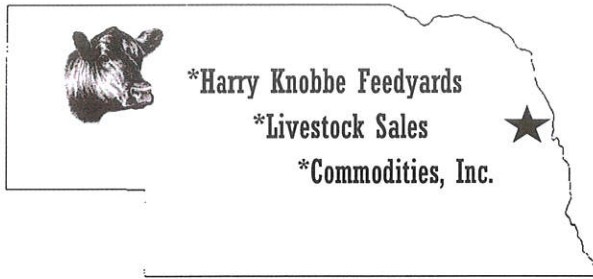 *Harry Knobbe Feedyards
*Livestock Sales
*Commodities, Inc.